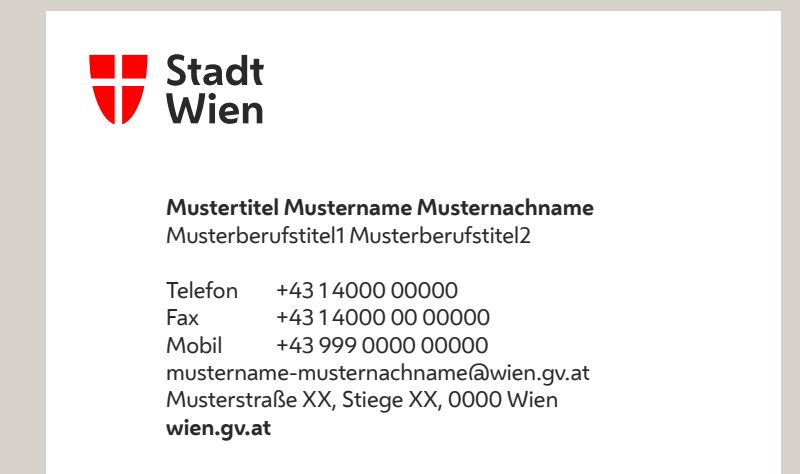 Stadt
Wien
Mustertitel Mustername Musternachname
Musterberufstitel1 Musterberufstitel2
Telefon +43 1 4000 00000
Fax +43 1 4000 00 00000
Mobil +43 999 0000 00000
mustername-musternachname@wien.gv.at
Musterstraße XX, Stiege XX, 0000 Wien
wien.gv.at